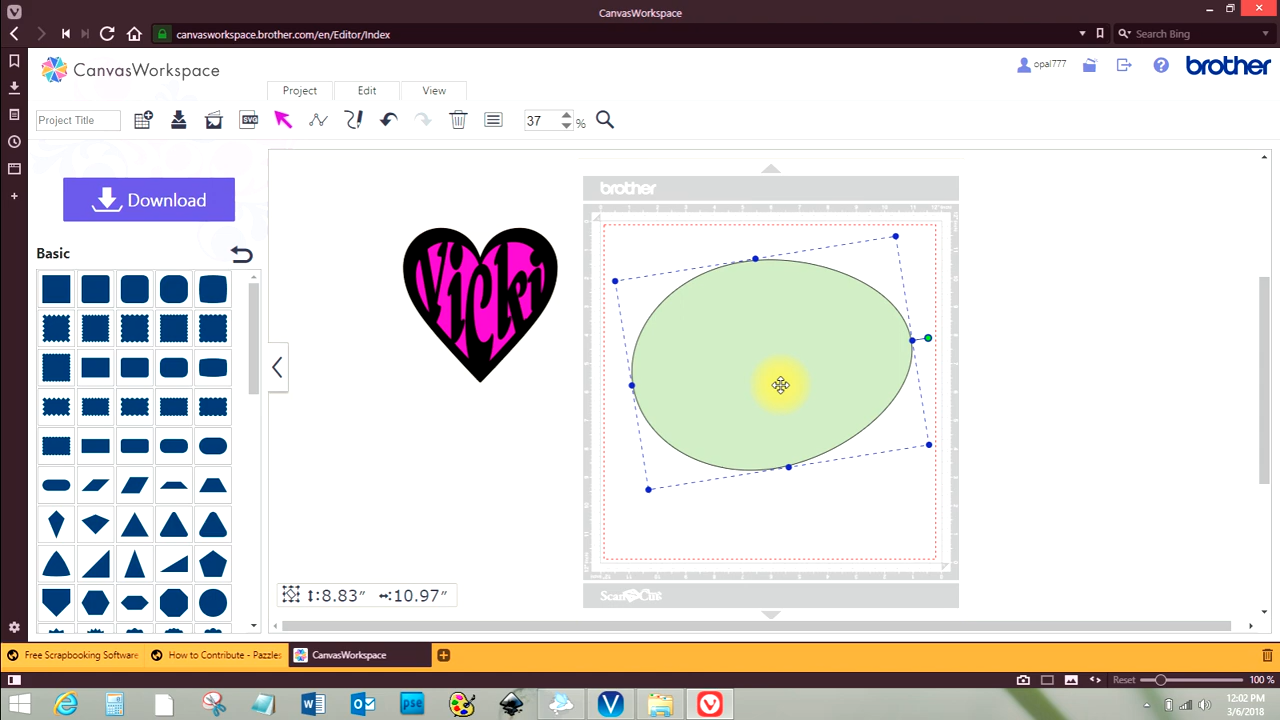 CanvasWorkspace
canvasworkspace.brother.com/en/Editor/Index
Search Bing
CanvasWorkspace
opal777
brother
Project
Edit
View
Project Title
SVG
37
%
Download
Basic
brother
Vicki
8.83"
10.97"
Free Scrapbooking Software
How to Contribute - Pazzles
CanvasWorkspace
Reset
100 %
pse
12:02 PM
3/6/2018